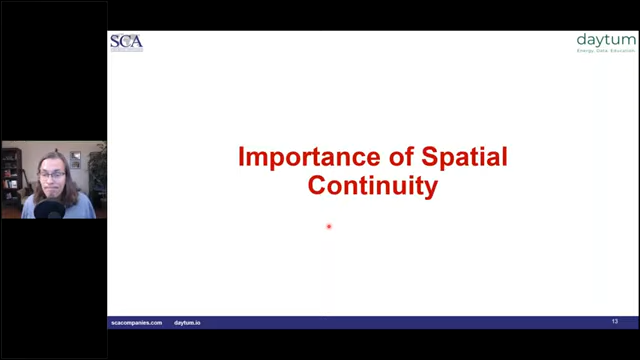 SCA
daytum
Energy. Data. Education
Importance of Spatial
Continuity
scacompanies.com daytum.io 13